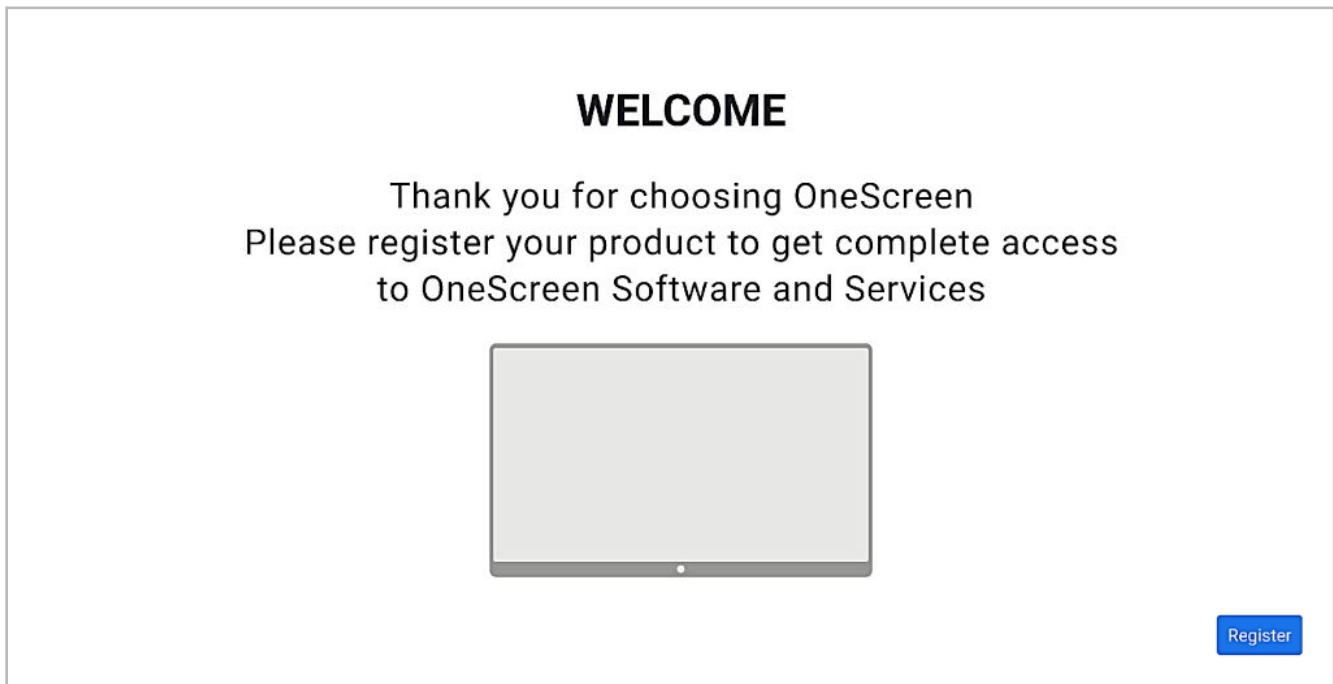 WELCOME
Thank you for choosing OneScreen
Please register your product to get complete access
to OneScreen Software and Services
Register